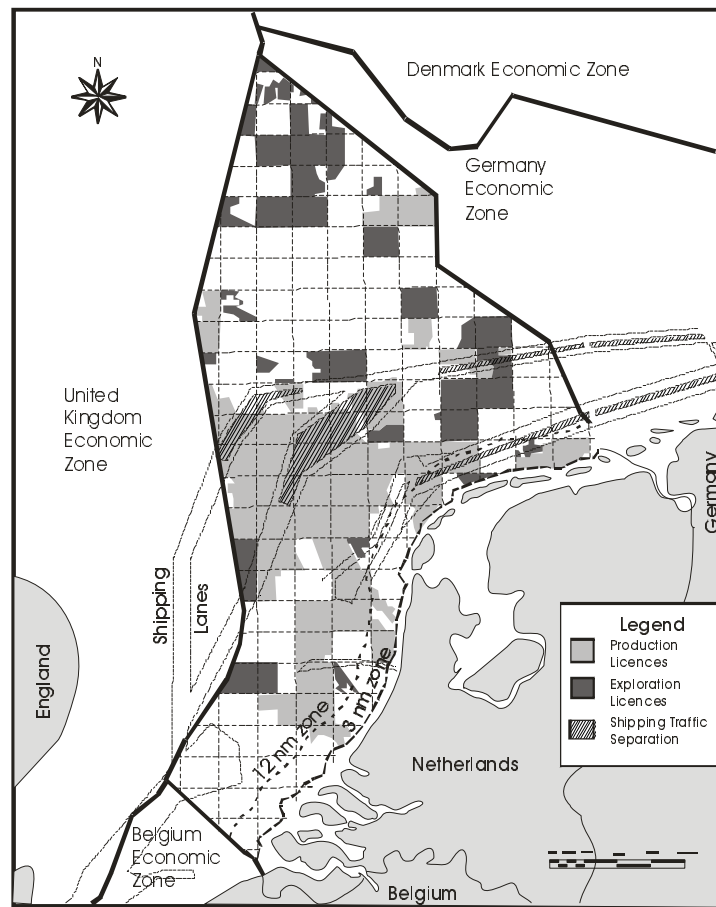 N
Denmark Economic Zone
Germany
Economic
Zone
United
Kingdom
Economic
Zone
Germany
Shipping
Lanes
England
Legend
Production
Licences
Exploration
Licences
Shipping Traffic
Separation
12 nm zone
3 nm zone
Netherlands
Belgium
Economic
Zone
Belgium